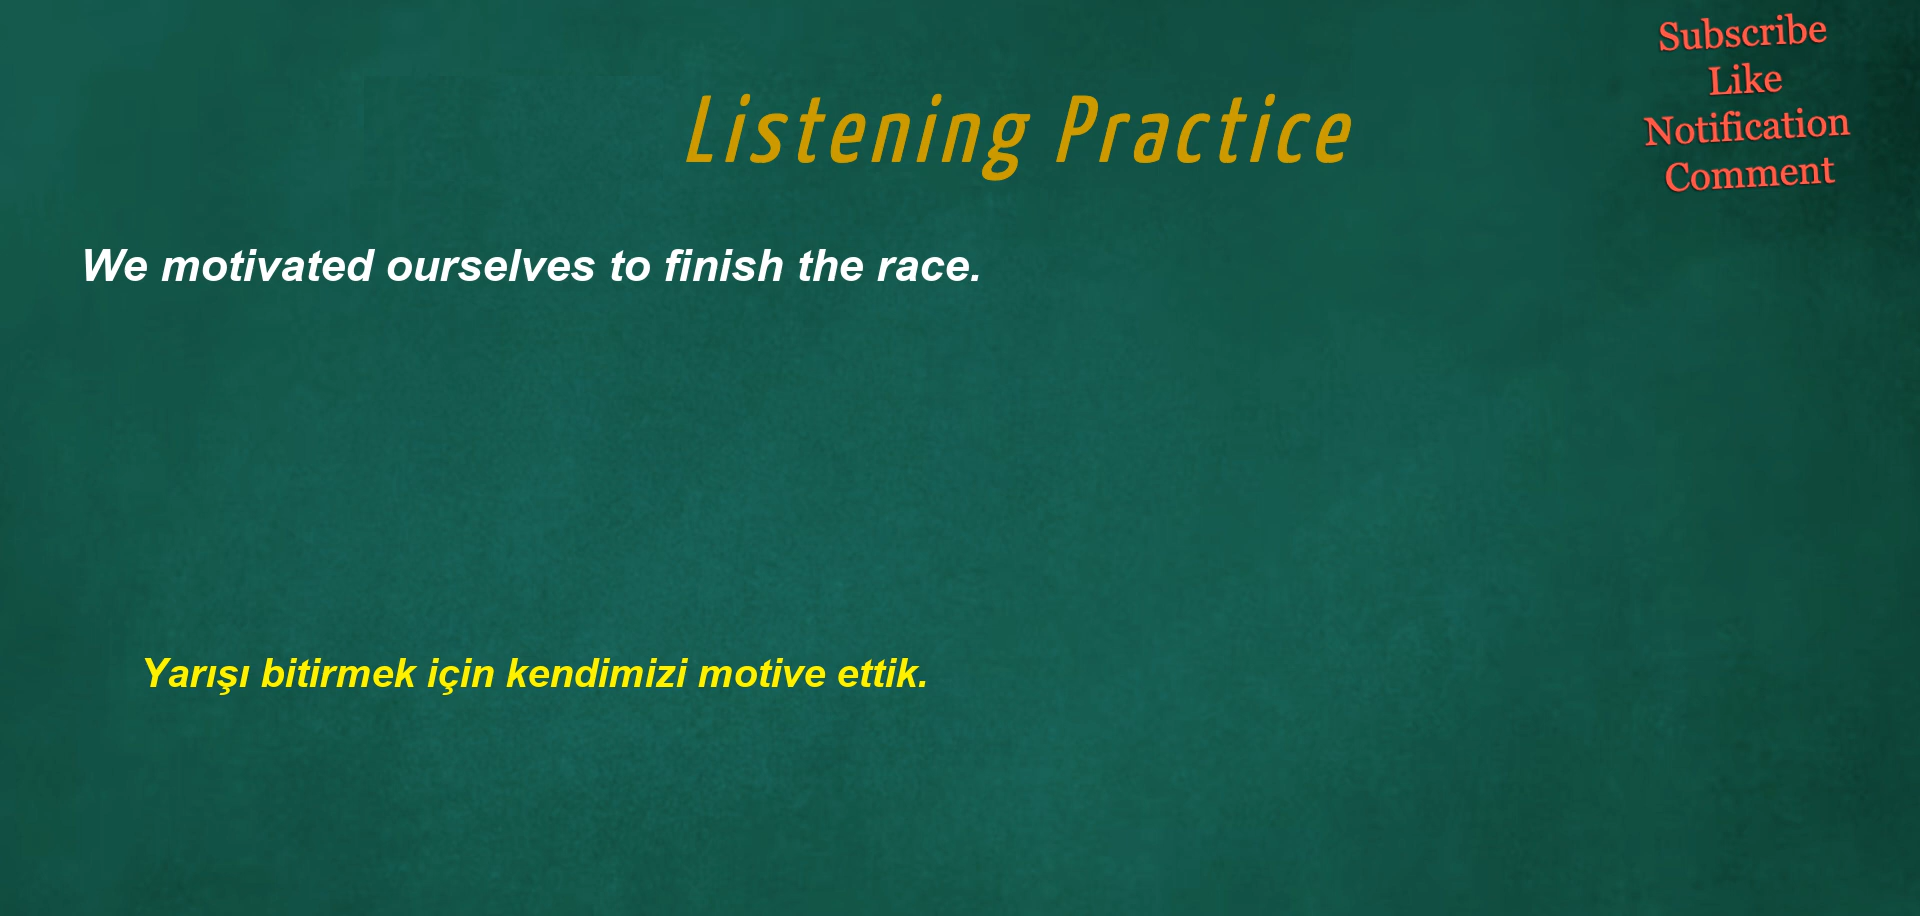 Subscribe
Like
Notification
Comment
Listening Practice
We motivated ourselves to finish the race.
Yarışı bitirmek için kendimizi motive ettik.